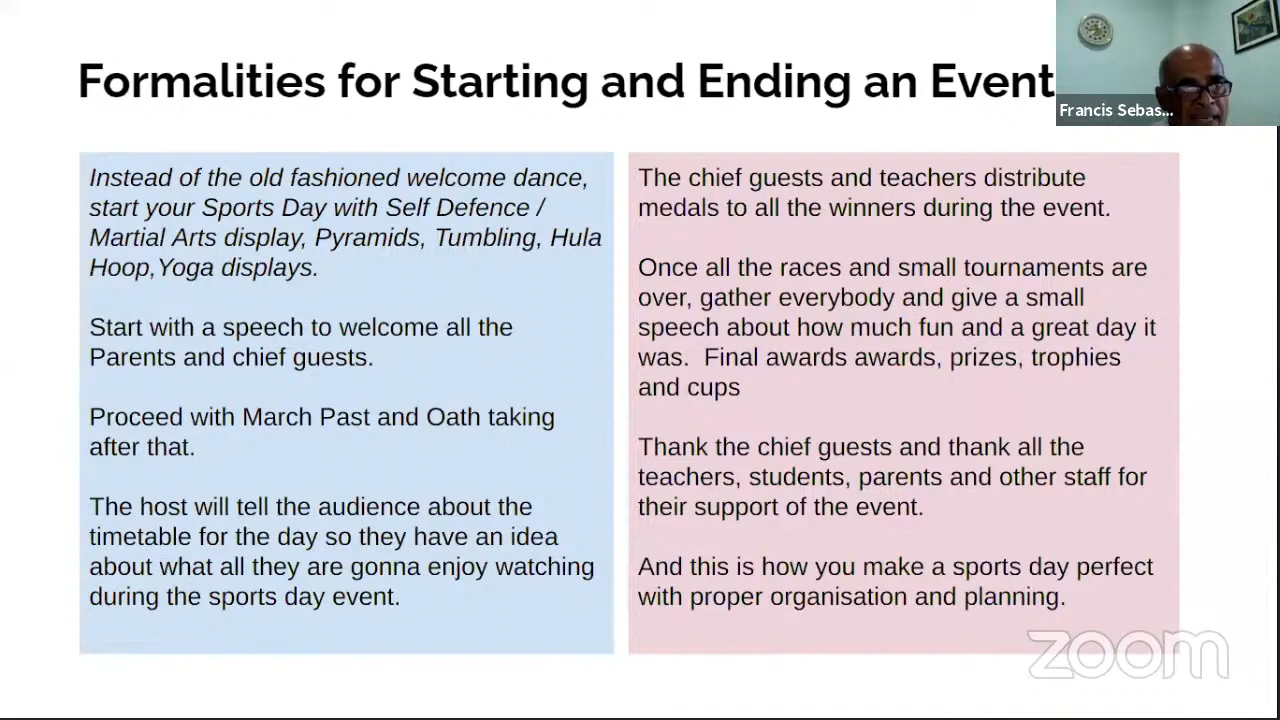 Formalities for Starting and Ending an Event
Francis Sebas...
Instead of the old fashioned welcome dance,
start your Sports Day with Self Defence /
Martial Arts display, Pyramids, Tumbling, Hula
Hoop,Yoga displays.
Start with a speech to welcome all the
Parents and chief guests.
Proceed with March Past and Oath taking
after that.
The host will tell the audience about the
timetable for the day so they have an idea
about what all they are gonna enjoy watching
during the sports day event.
The chief guests and teachers distribute
medals to all the winners during the event.
Once all the races and small tournaments are
over, gather everybody and give a small
speech about how much fun and a great day it
was.  Final awards awards, prizes, trophies
and cups
Thank the chief guests and thank all the
teachers, students, parents and other staff for
their support of the event.
And this is how you make a sports day perfect
with proper organisation and planning.
zoom